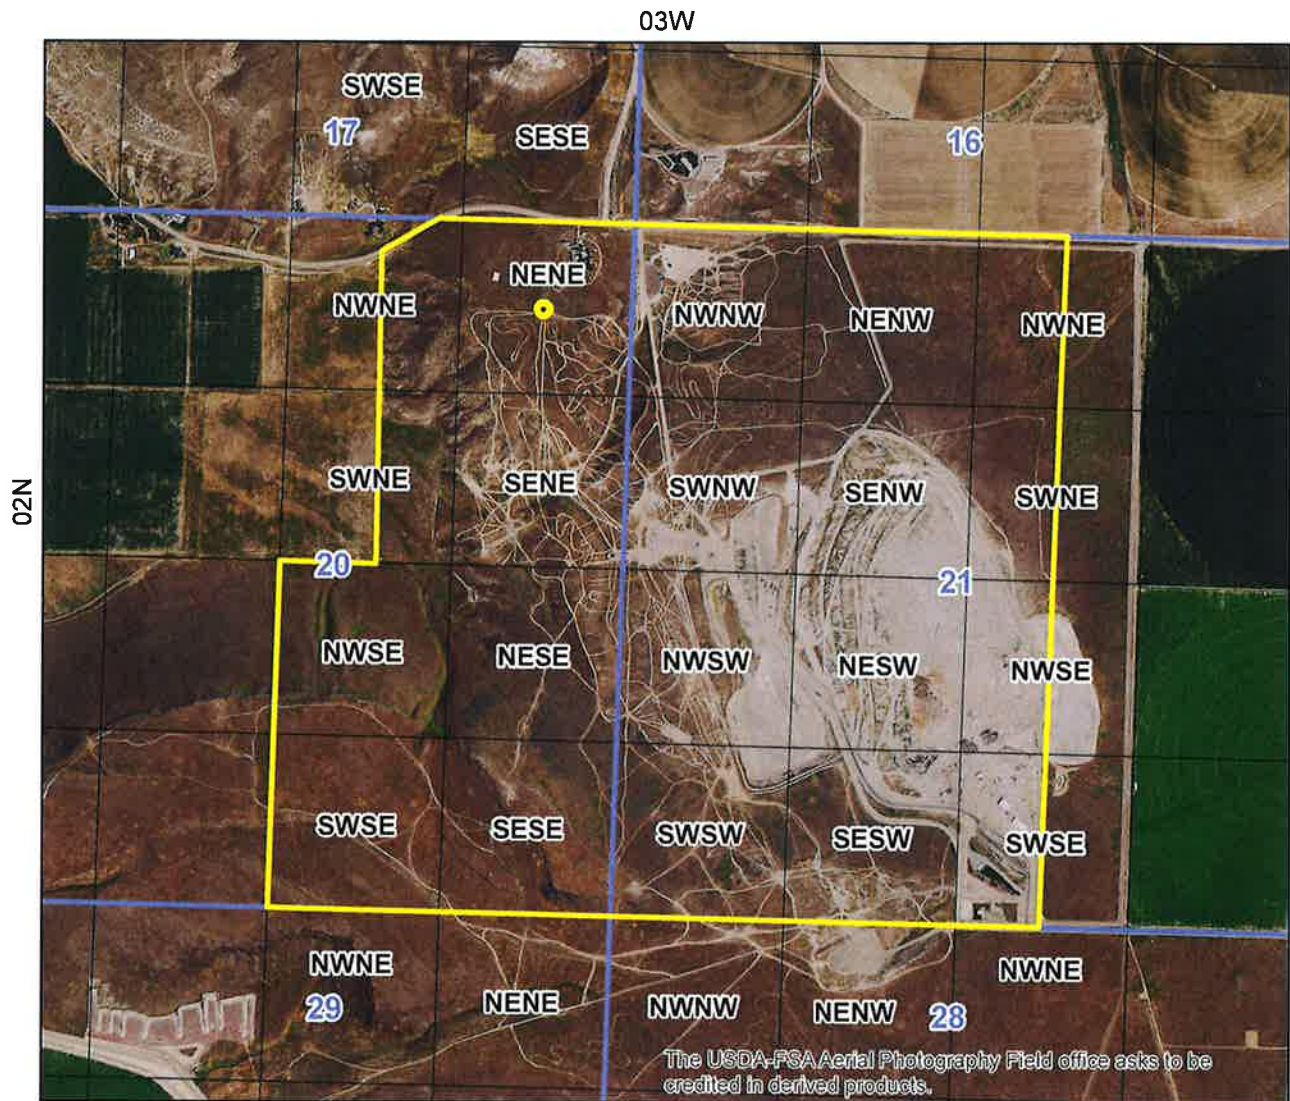 03W
SWSE
17
SESE
16
NENE
NWNE
NWNW
NENW
NWNE
02N
SWNE
SENE
SWNW
SENW
SWNE
20
21
NWSE
NESE
NWSW
NESW
NWSE
SWSE
SESE
SWSW
SESW
SWSE
NWNE
29
NENE
NWNW
NENW
28
NWNE
The USDA-FSA Aerial Photography Field office asks to be
credited in derived products.